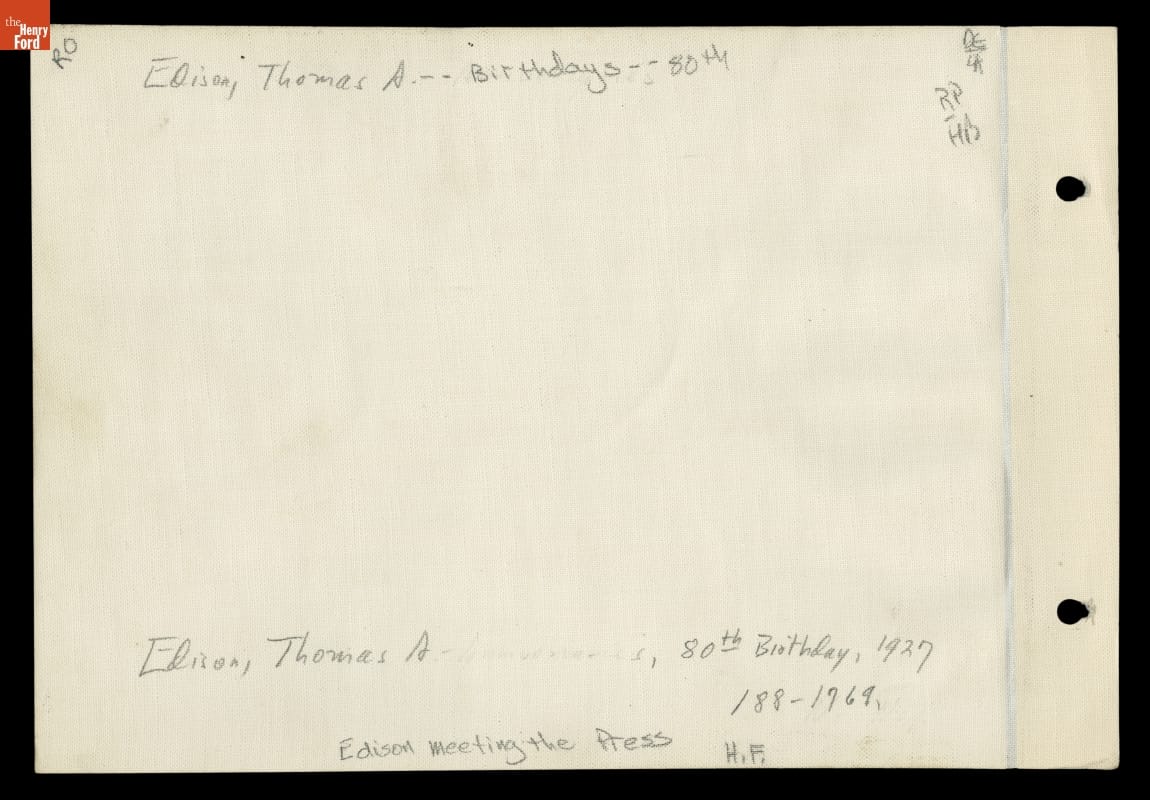 the
Henry
Ford
RO
Edison, Thomas A. -- Birthdays -- 80th
RP
HB
Edison, Thomas A. , 80th Birthday, 1927
188-1769.
Edison meeting the Press
H.F.